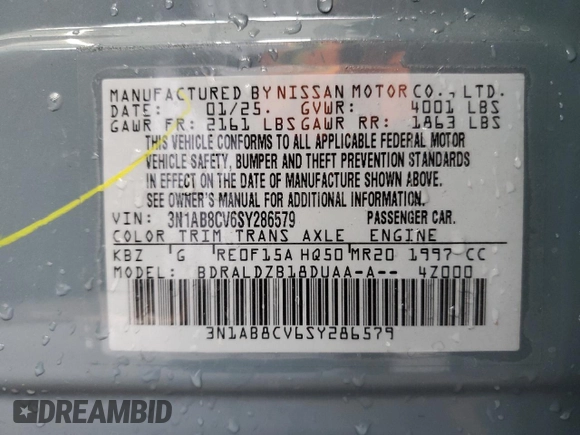 MANUFACTURED BY NISSAN MOTOR CO., LTD.
DATE: 01/25. GVWR: 4001 LBS
GAWR FR: 2161 LBS GAWR RR: 1863 LBS
THIS VEHICLE CONFORMS TO ALL APPLICABLE FEDERAL MOTOR
VEHICLE SAFETY, BUMPER AND THEFT PREVENTION STANDARDS
IN EFFECT ON THE DATE OF MANUFACTURE SHOWN ABOVE.
SEE OWNER'S MANUAL FOR ADDITIONAL INFORMATION.
VIN: 3N1AB8CV6SY286579 PASSENGER CAR.
COLOR TRIM TRANS AXLE ENGINE
KBZ G RE0F15A HQ50 MR20 1997 CC
MODEL: BDRALDZB18DUAA-A-- 4Z000
3N1AB8CV6SY286579
DREAMBID